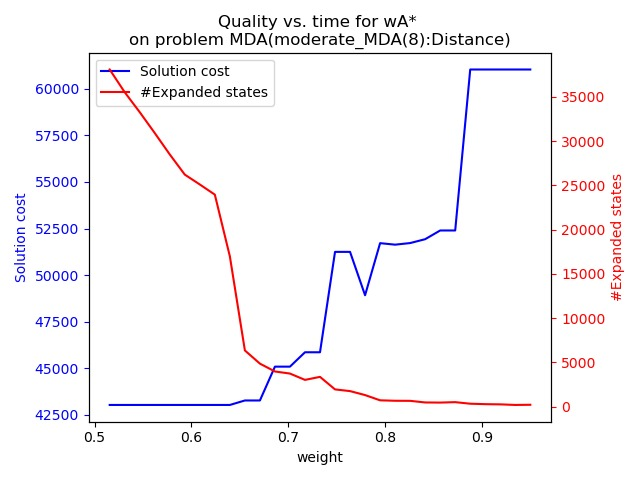 Quality vs. time for wA*
on problem MDA(moderate_MDA(8):Distance)
Solution cost
#Expanded states
60000
57500
55000
52500
50000
47500
45000
42500
Solution cost
35000
30000
25000
20000
15000
10000
5000
0
#Expanded states
0.5 0.6 0.7 0.8 0.9
weight